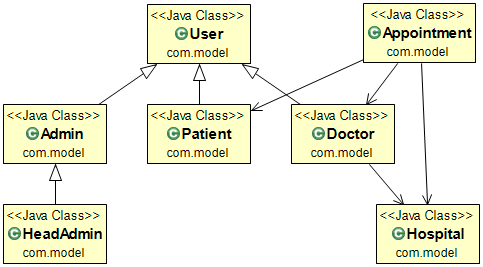 <<Java Class>>
User
com.model
<<Java Class>>
Appointment
com.model
<<Java Class>>
Admin
com.model
<<Java Class>>
Patient
com.model
<<Java Class>>
Doctor
com.model
<<Java Class>>
HeadAdmin
com.model
<<Java Class>>
Hospital
com.model